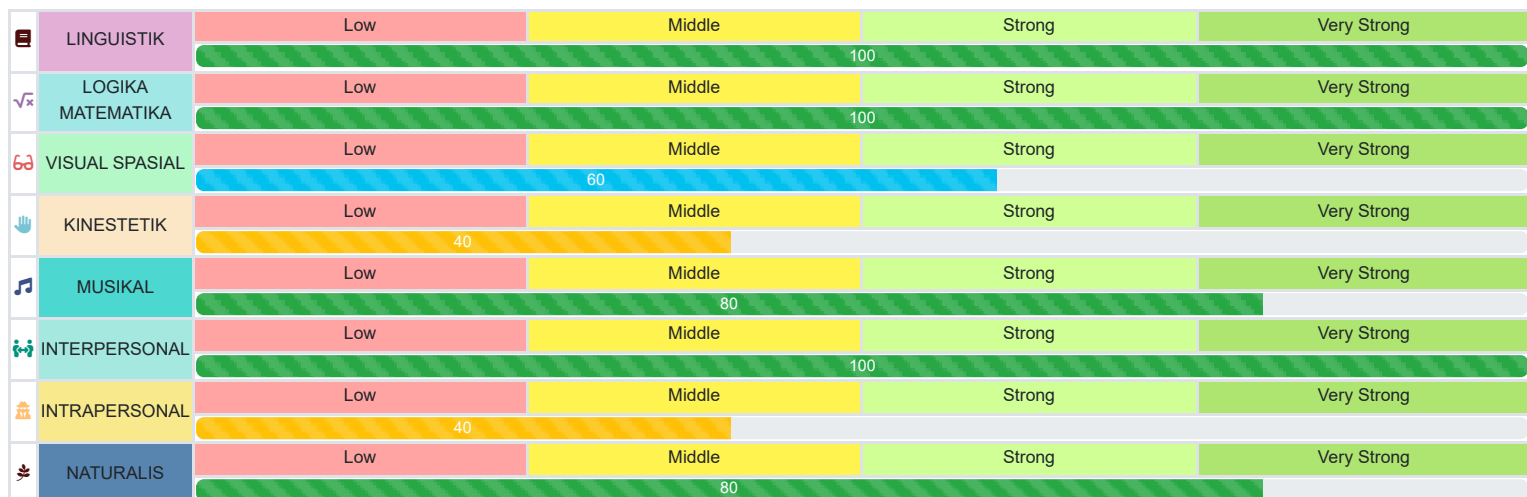 LINGUISTIK
Low Middle Strong Very Strong
100
LOGIKA
MATEMATIKA
Low Middle Strong Very Strong
100
VISUAL SPASIAL
Low Middle Strong Very Strong
60
KINESTETIK
Low Middle Strong Very Strong
40
MUSIKAL
Low Middle Strong Very Strong
80
INTERPERSONAL
Low Middle Strong Very Strong
100
INTRAPERSONAL
Low Middle Strong Very Strong
40
NATURALIS
Low Middle Strong Very Strong
80